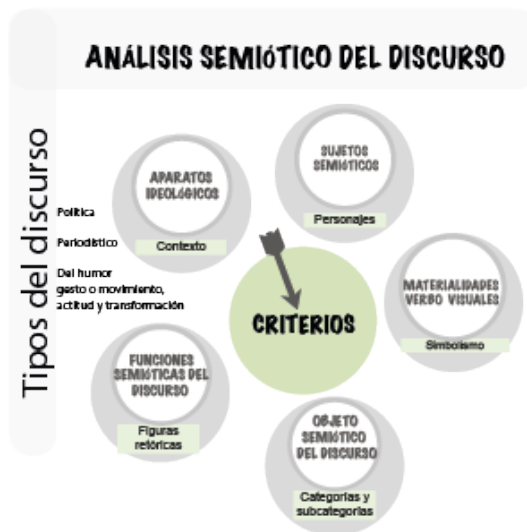 ANÁLISIS SEMIÓTICO DEL DISCURSO
Tipos del discurso
Política
Periodístico
Del humor
gesto o movimiento,
actitud y transformación
APARATOS
IDEOLÓGICOS
Contexto
SUJETOS
SEMIÓTICOS
Personajes
MATERIALIDADES
VERBO VISUALES
Simbolismo
CRITERIOS
FUNCIONES
SEMIÓTICAS DEL
DISCURSO
Figuras
retóricas
OBJETO
SEMIÓTICO
DEL DISCURSO
Categorías y
subcategorías